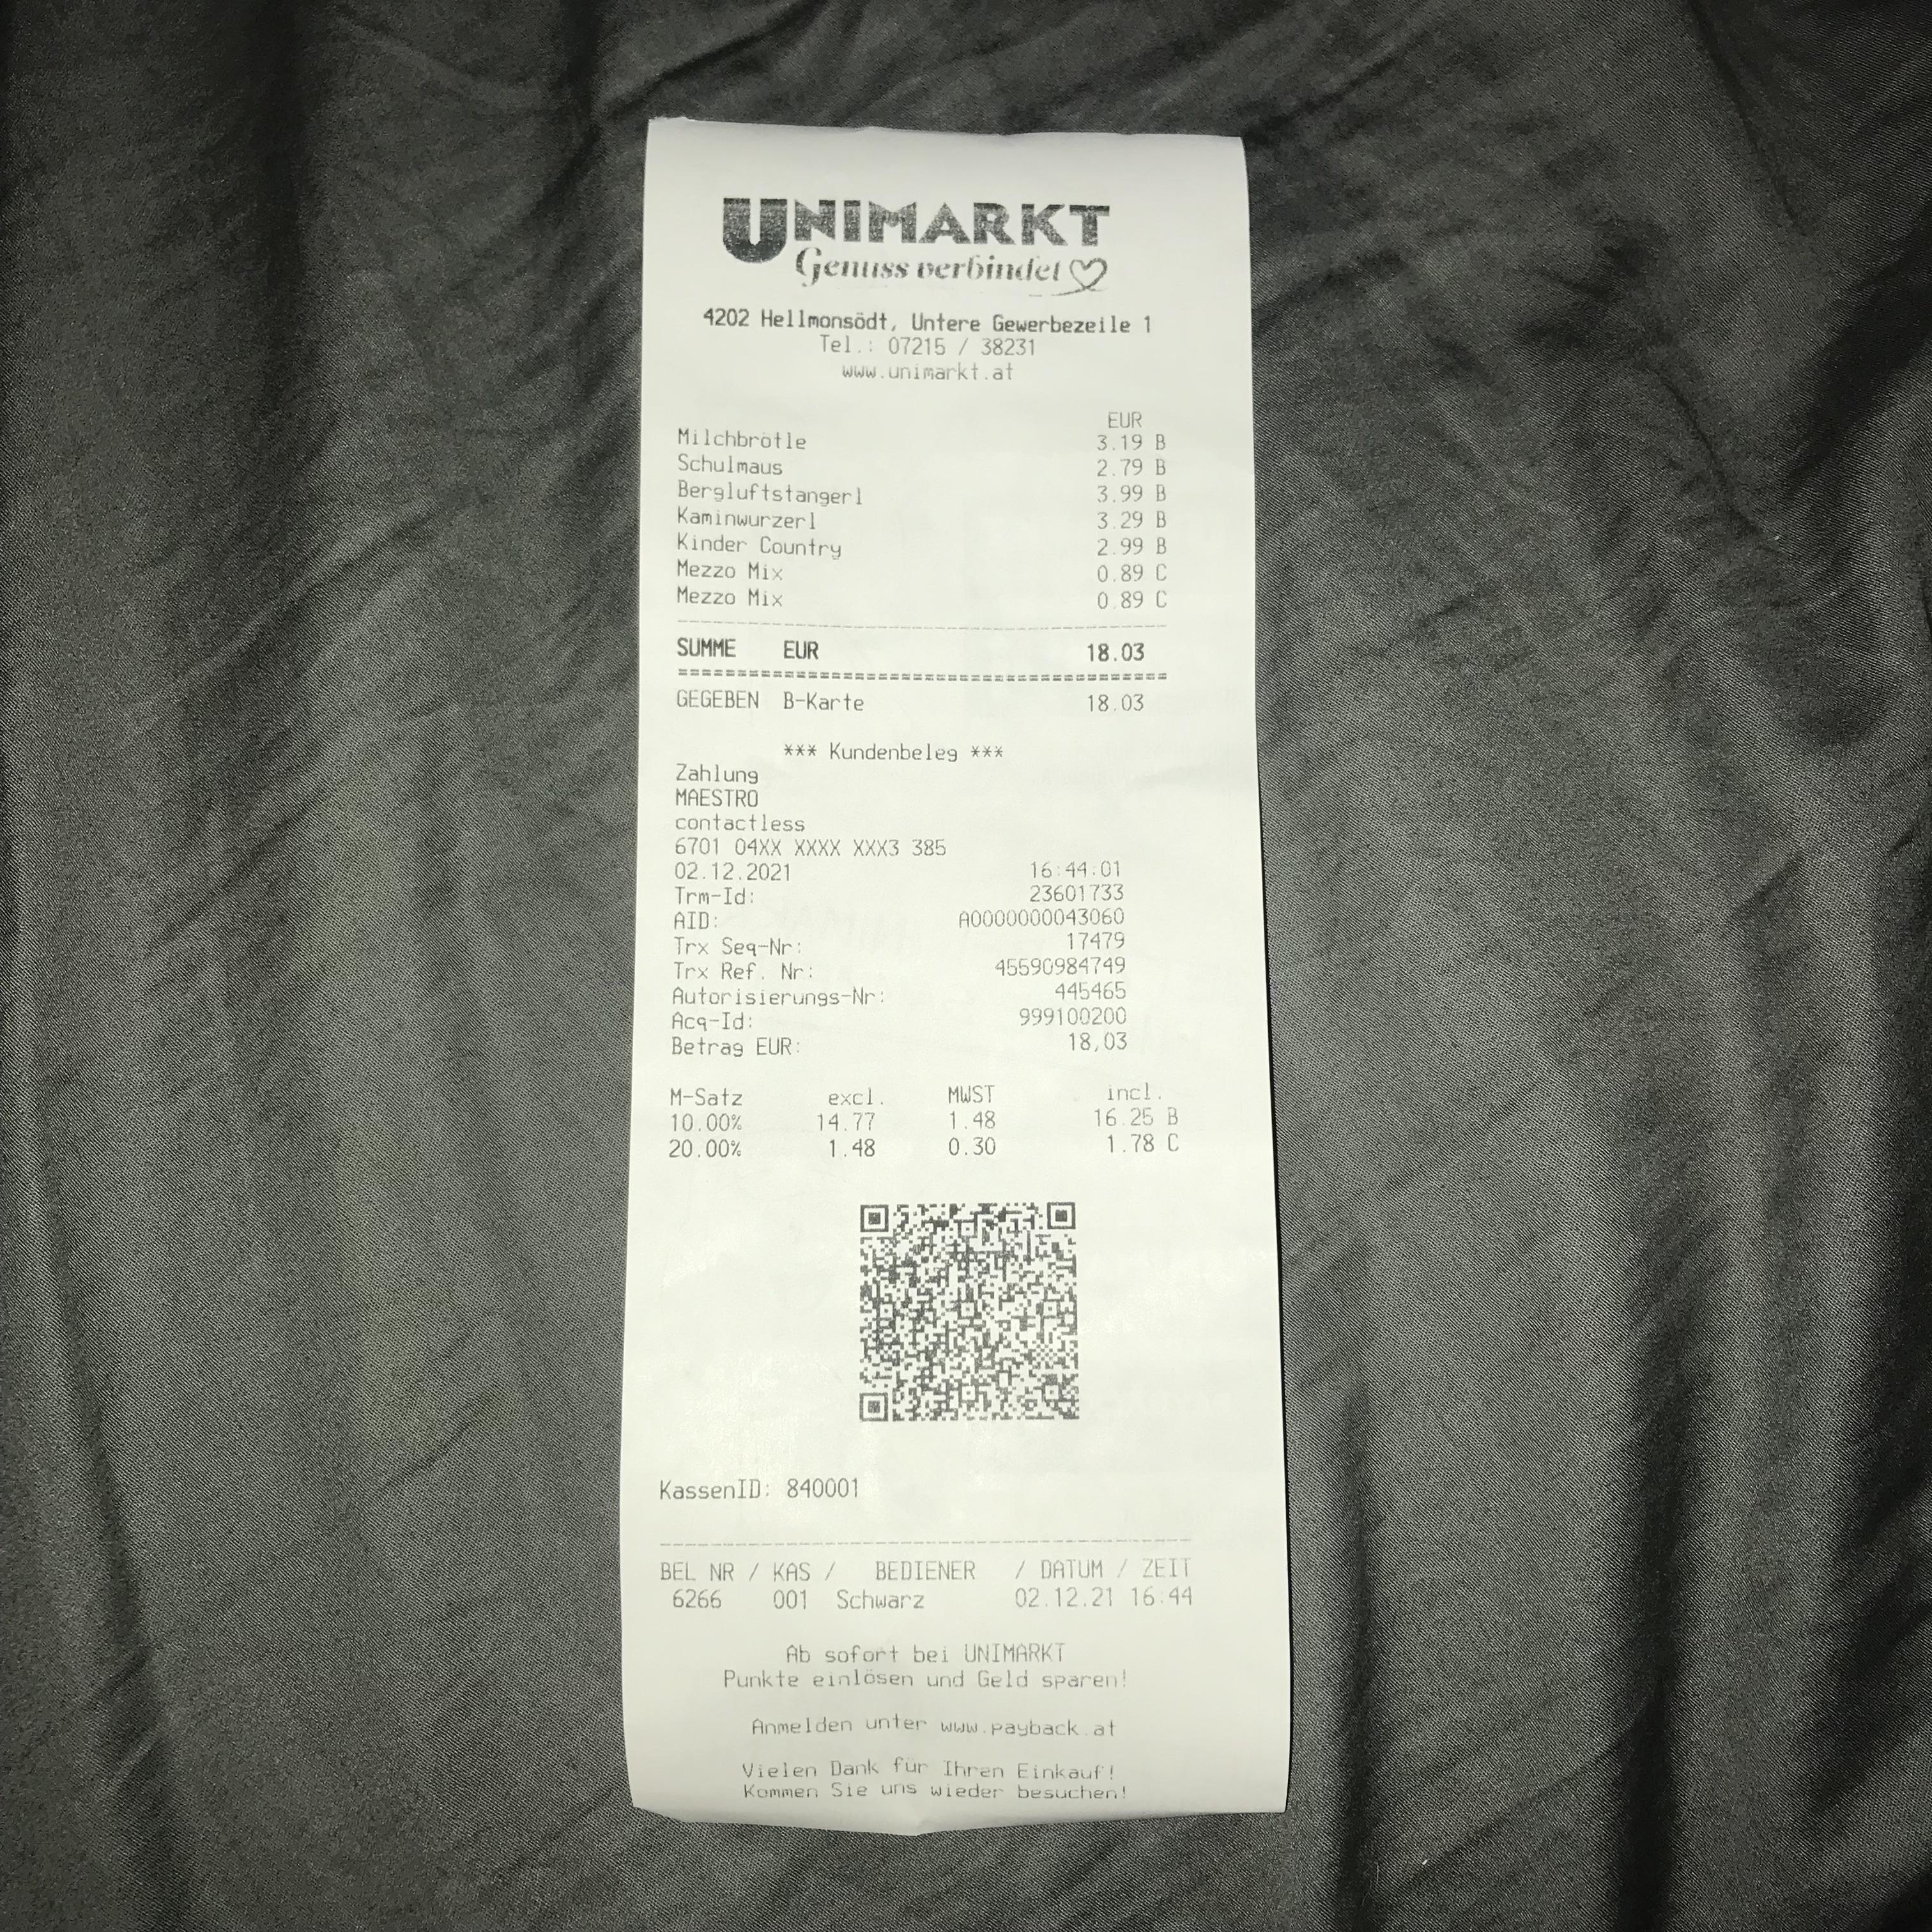 UNIMARKT
Genuss verbindet
4202 Hellmonsödt, Untere Gewerbezeile 1
Tel.: 07215 / 38231
www.unimarkt.at
EUR
Milchbrötle 3.19 B
Schulmaus 2.79 B
Bergluftstangerl 3.99 B
Kaminwurzerl 3.29 B
Kinder Country 2.99 B
Mezzo Mix 0.89 C
Mezzo Mix 0.89 C
SUMME EUR 18.03
GEGEBEN B-Karte 18.03
*** Kundenbeleg ***
Zahlung
MAESTRO
contactless
6701 04XX XXXX XXX3 385
02.12.2021 16:44:01
Trm-Id: 23601733
AID: A0000000043060
Trx Seq-Nr: 17479
Trx Ref. Nr: 45590984749
Autorisierungs-Nr: 445465
Acq-Id: 999100200
Betrag EUR: 18,03
M-Satz excl. MWST incl.
10.00% 14.77 1.48 16.25 B
20.00% 1.48 0.30 1.78 C
KassenID: 840001
BEL NR / KAS / BEDIENER / DATUM / ZEIT
6266 001 Schwarz 02.12.21 16:44
Ab sofort bei UNIMARKT
Punkte einlösen und Geld sparen!
Anmelden unter www.payback.at
Vielen Dank für Ihren Einkauf!
Kommen Sie uns wieder besuchen!